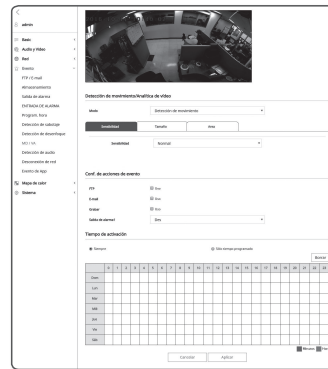 admin
Basic
Audio y Video
Red
Evento
FTP / E-mail
Almacenamiento
Salida de alarma
ENTRADA DE ALARMA
Program. hora
Detección de sabotaje
Detección de desenfoque
MD / VA
Detección de audio
Desconexión de red
Evento de App
Mapa de calor
Sistema
Detección de movimiento/Analítica de vídeo
Modo Detección de movimiento
Sensibilidad Tamaño Area
Sensibilidad Normal
Conf. de acciones de evento
FTP Uso
E-mail Uso
Grabar Uso
Salida de alarma1 Des
Tiempo de activación
Siempre Sólo tiempo programado
Borrar
0 1 2 3 4 5 6 7 8 9 10 11 12 13 14 15 16 17 18 19 20 21 22 23
Dom
Lun
Mar
Mié
Jue
Vie
Sáb
Minutos
Cancelar Aplicar